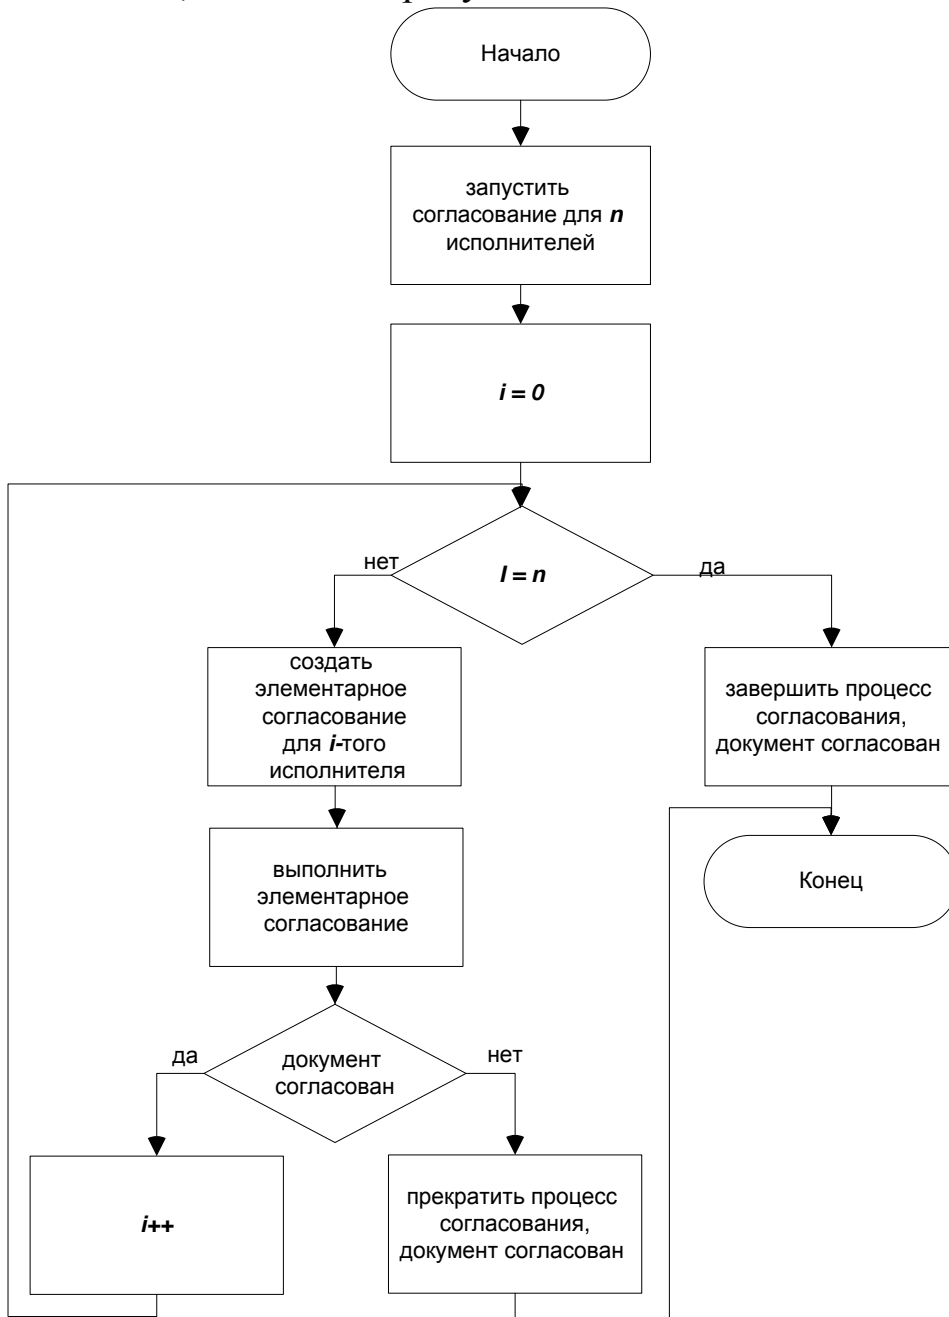 Начало
запустить
согласование для n
исполнителей
i = 0
нет
I = n
да
создать
элементарное
согласование
для i-того
исполнителя
завершить процесс
согласования,
документ согласован
выполнить
элементарное
согласование
Конец
да
документ
согласован
нет
i++
прекратить процесс
согласования,
документ согласован